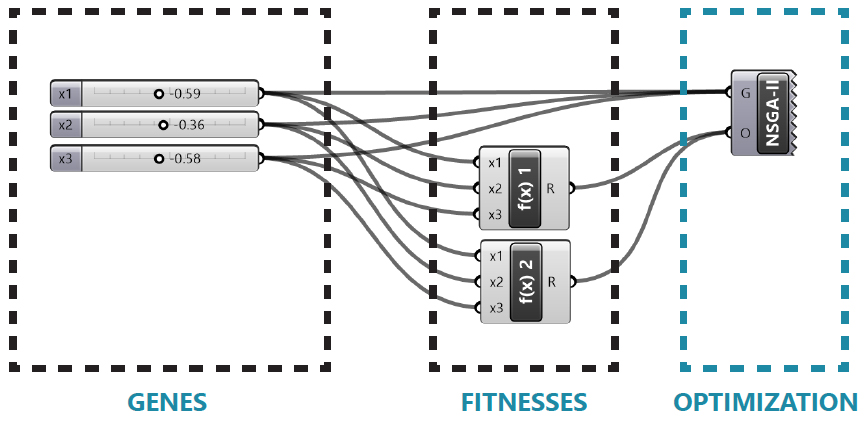 x1 -0.59
x2 -0.36
x3 -0.58
x1
x2
x3
f(x) 1
R
x1
x2
x3
f(x) 2
R
G
O
NSGA-II
GENES
FITNESSES
OPTIMIZATION